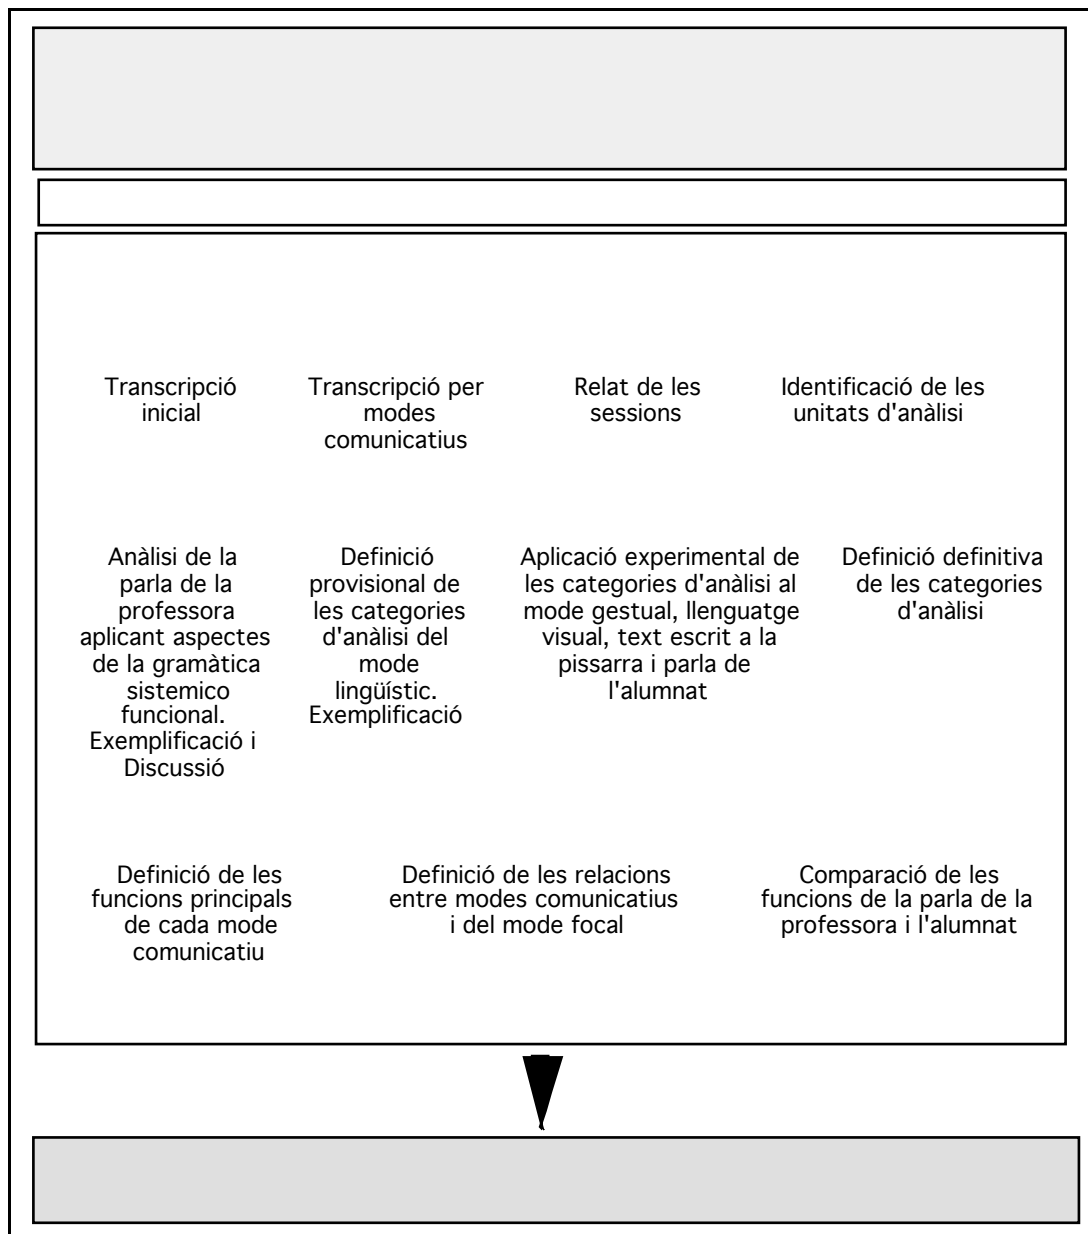 Transcripció
inicial
Transcripció per
modes
comunicatius
Relat de les
sessions
Identificació de les
unitats d'anàlisi
Anàlisi de la
parla de la
professora
aplicant aspectes
de la gramàtica
sistemico
funcional.
Exemplificació i
Discussió
Definició
provisional de
les categories
d'anàlisi del
mode
lingüístic.
Exemplificació
Aplicació experimental de
les categories d'anàlisi al
mode gestual, llenguatge
visual, text escrit a la
pissarra i parla de
l'alumnat
Definició definitiva
de les categories
d'anàlisi
Definició de les
funcions principals
de cada mode
comunicatiu
Definició de les relacions
entre modes comunicatius
i del mode focal
Comparació de les
funcions de la parla de la
professora i l'alumnat